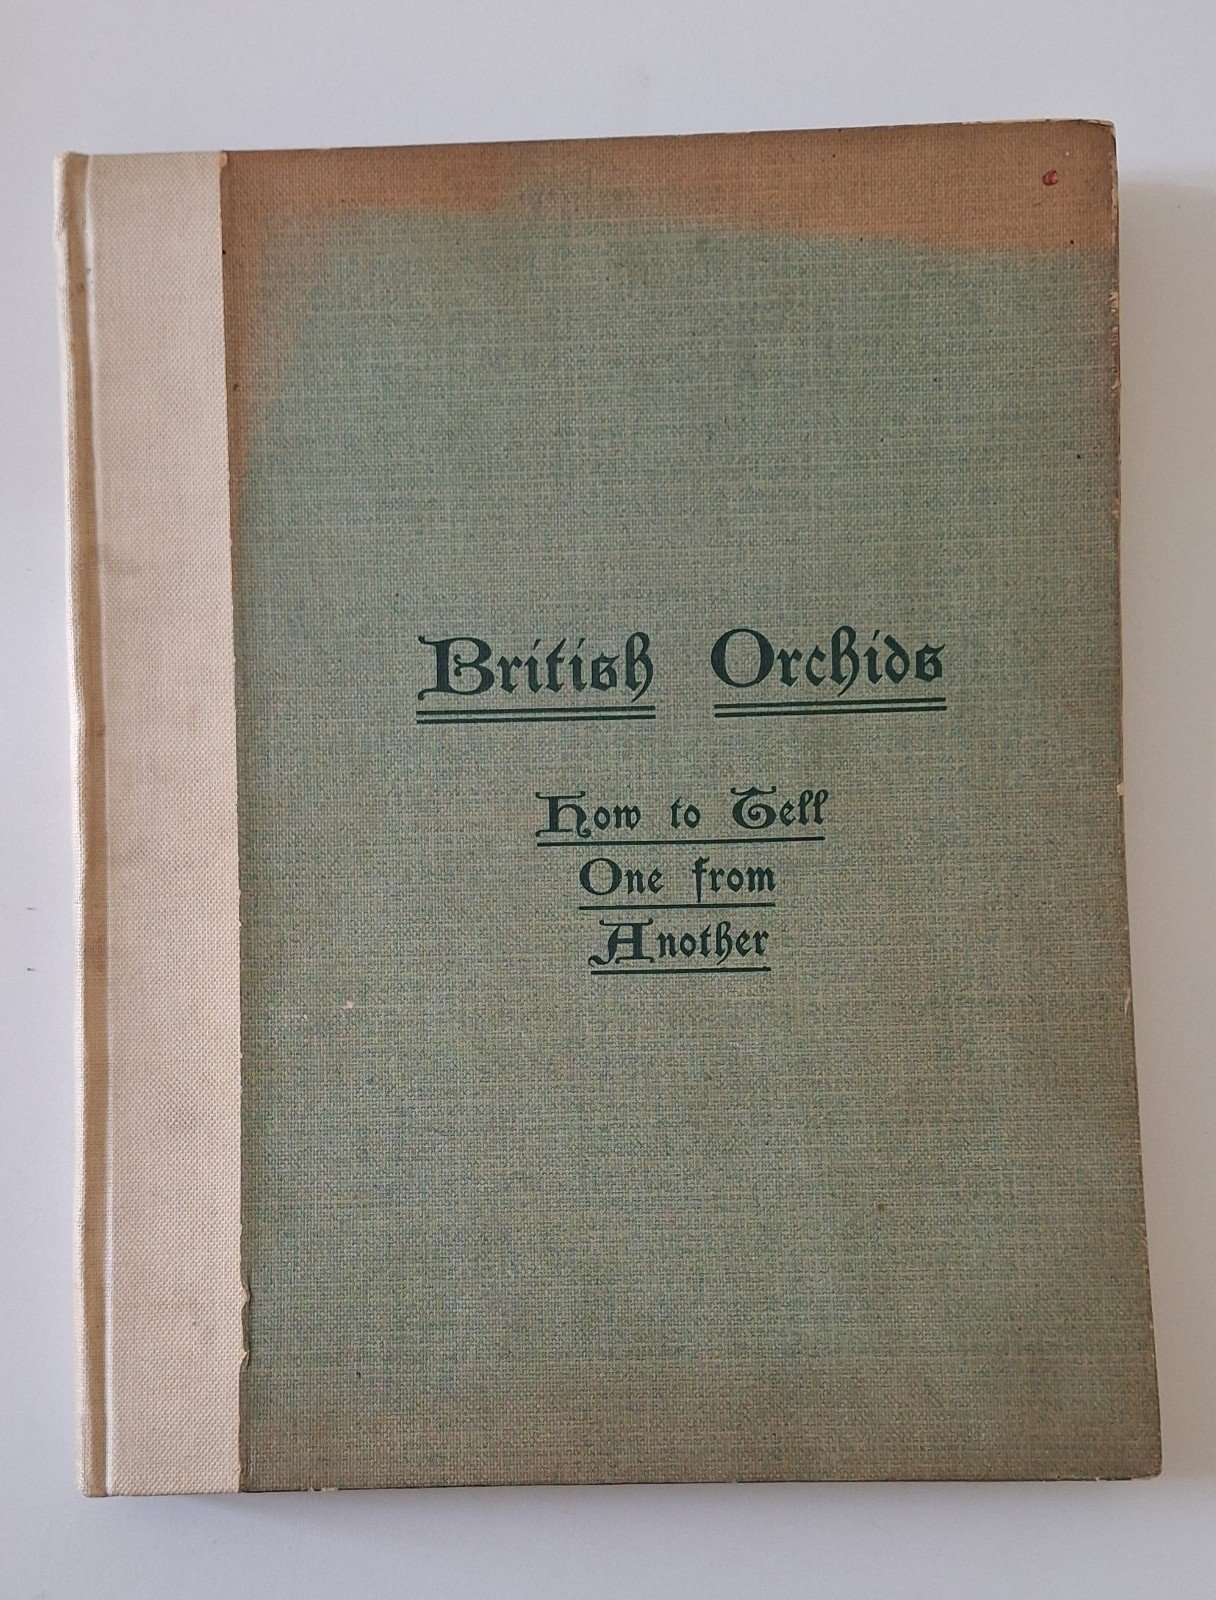 British Orchids
How to Tell
One from
Another